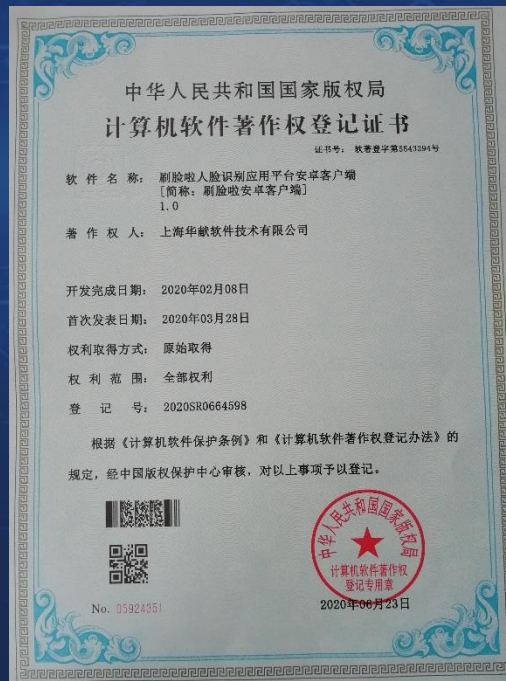 中华人民共和国国家版权局
计算机软件著作权登记证书
证书号： 软著登字第5543294号
软件名称： 刷脸啦人脸识别应用平台安卓客户端
[简称：刷脸啦安卓客户端]
1.0
著作权人： 上海华献软件技术有限公司
开发完成日期： 2020年02月08日
首次发表日期： 2020年03月28日
权利取得方式： 原始取得
权利范围： 全部权利
登记号： 2020SR0664598
根据《计算机软件保护条例》和《计算机软件著作权登记办法》的
规定，经中国版权保护中心审核，对以上事项予以登记。
中华人民共和国国家版权局
计算机软件著作权
登记专用章
No. 05924351
2020年06月23日